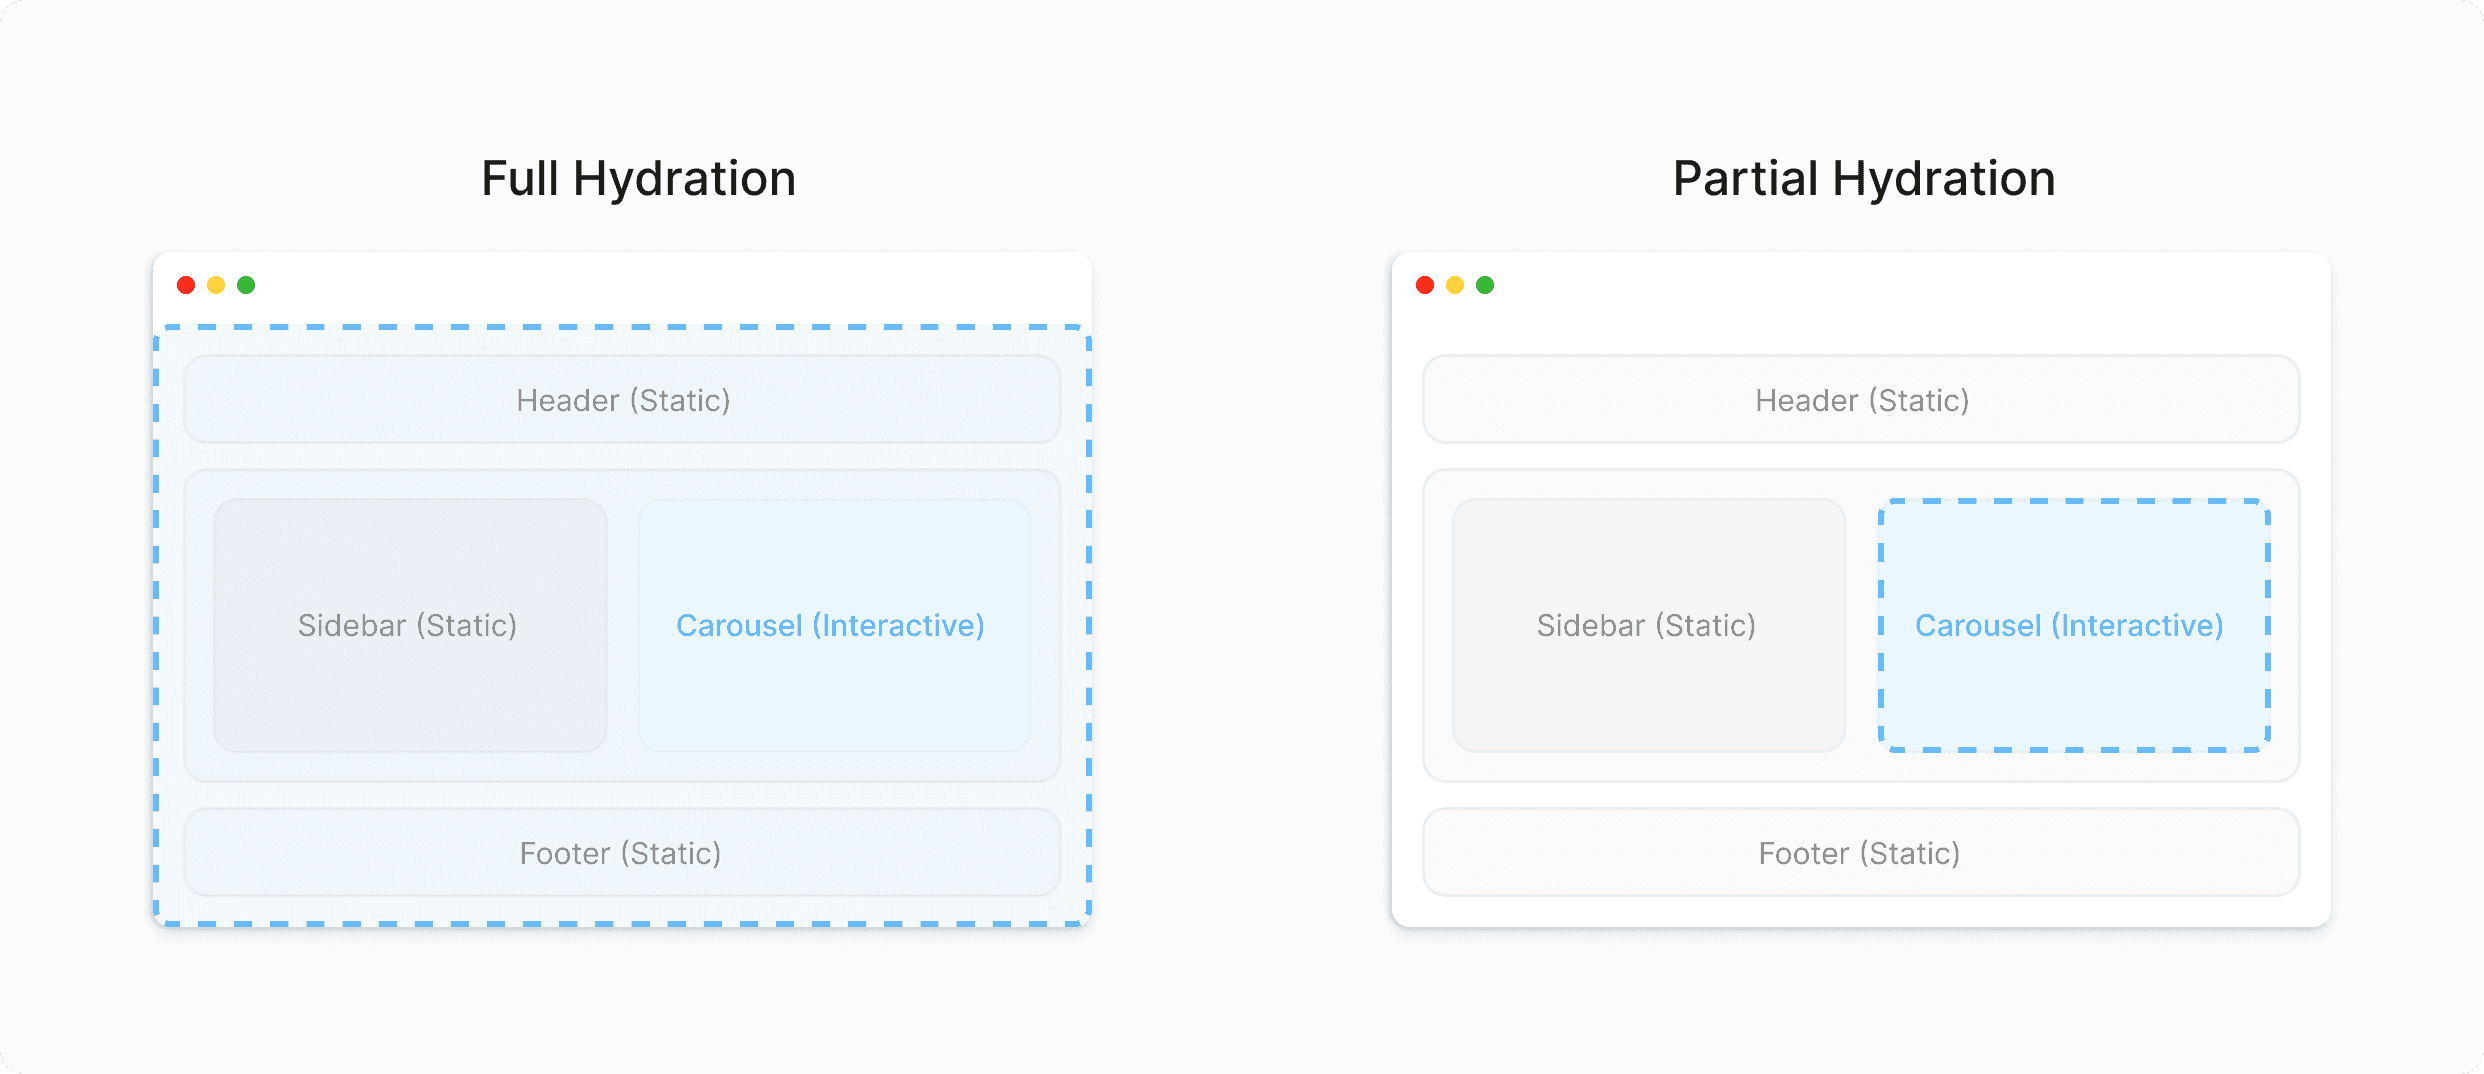 Full Hydration
Header (Static)
Sidebar (Static)
Carousel (Interactive)
Footer (Static)
Partial Hydration
Header (Static)
Sidebar (Static)
Carousel (Interactive)
Footer (Static)